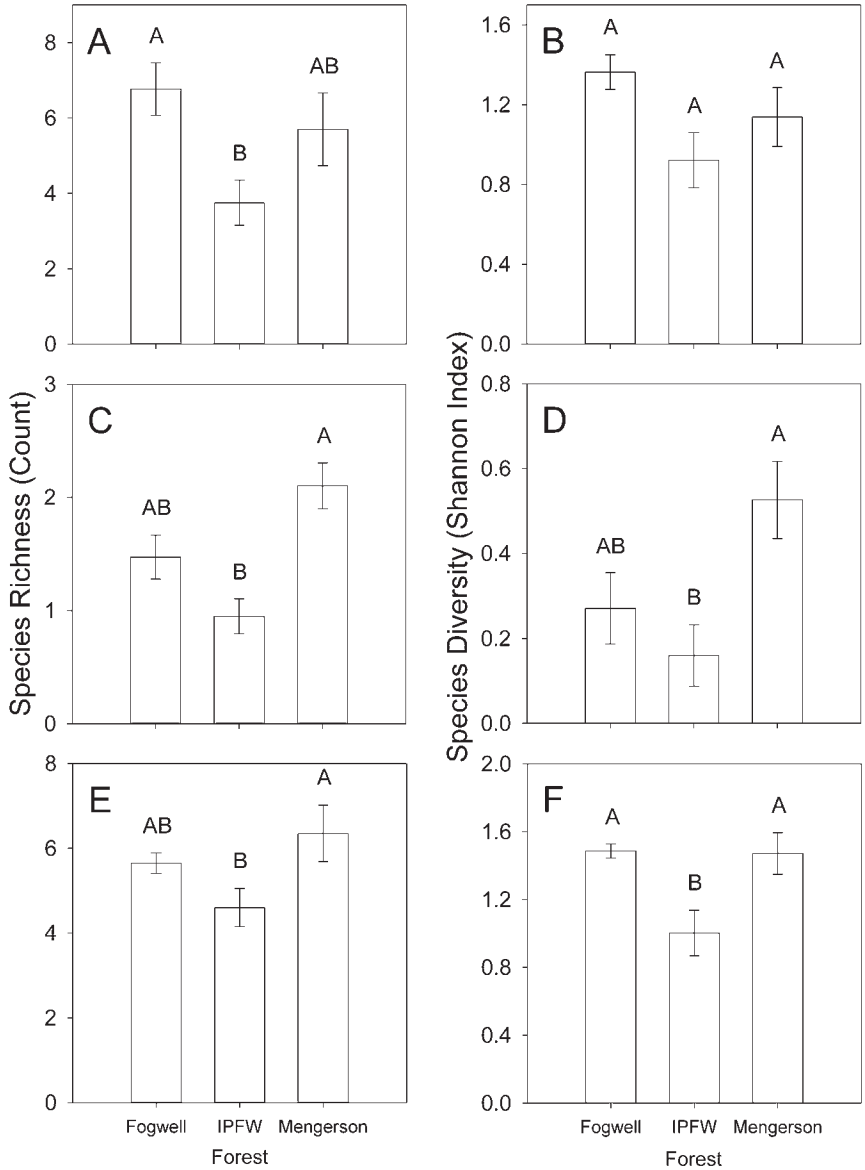 A
8
6
4
2
0
A
B
AB
B
1.6
1.2
0.8
0.4
0.0
A
A
A
C
3
2
1
0
AB
B
A
D
0.8
0.6
0.4
0.2
0.0
AB
B
A
E
8
6
4
2
0
AB
B
A
Fogwell IPFW Mengerson
Forest
F
2.0
1.6
1.2
0.8
0.4
0.0
A
B
A
Fogwell IPFW Mengerson
Forest
Species Richness (Count)
Species Diversity (Shannon Index)